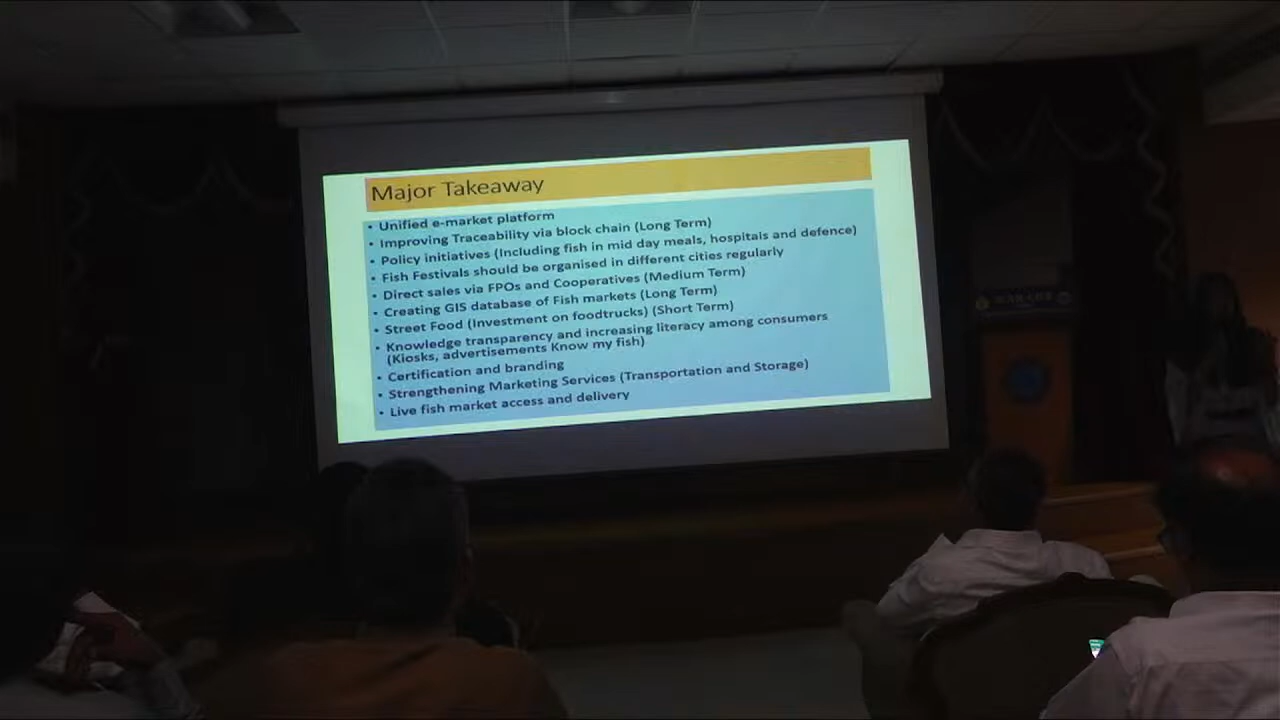 Major Takeaway
• Unified e-market platform
• Improving Traceability via block chain (Long Term)
• Policy initiatives (Including fish in mid day meals, hospitals and defence)
• Fish Festivals should be organised in different cities regularly
• Direct sales via FPOs and Cooperatives (Medium Term)
• Creating GIS database of Fish markets (Long Term)
• Street Food (Investment on foodtrucks) (Short Term)
• Knowledge transparency and increasing literacy among consumers
(Kiosks, advertisements Know my fish)
• Certification and branding
• Strengthening Marketing Services (Transportation and Storage)
• Live fish market access and delivery